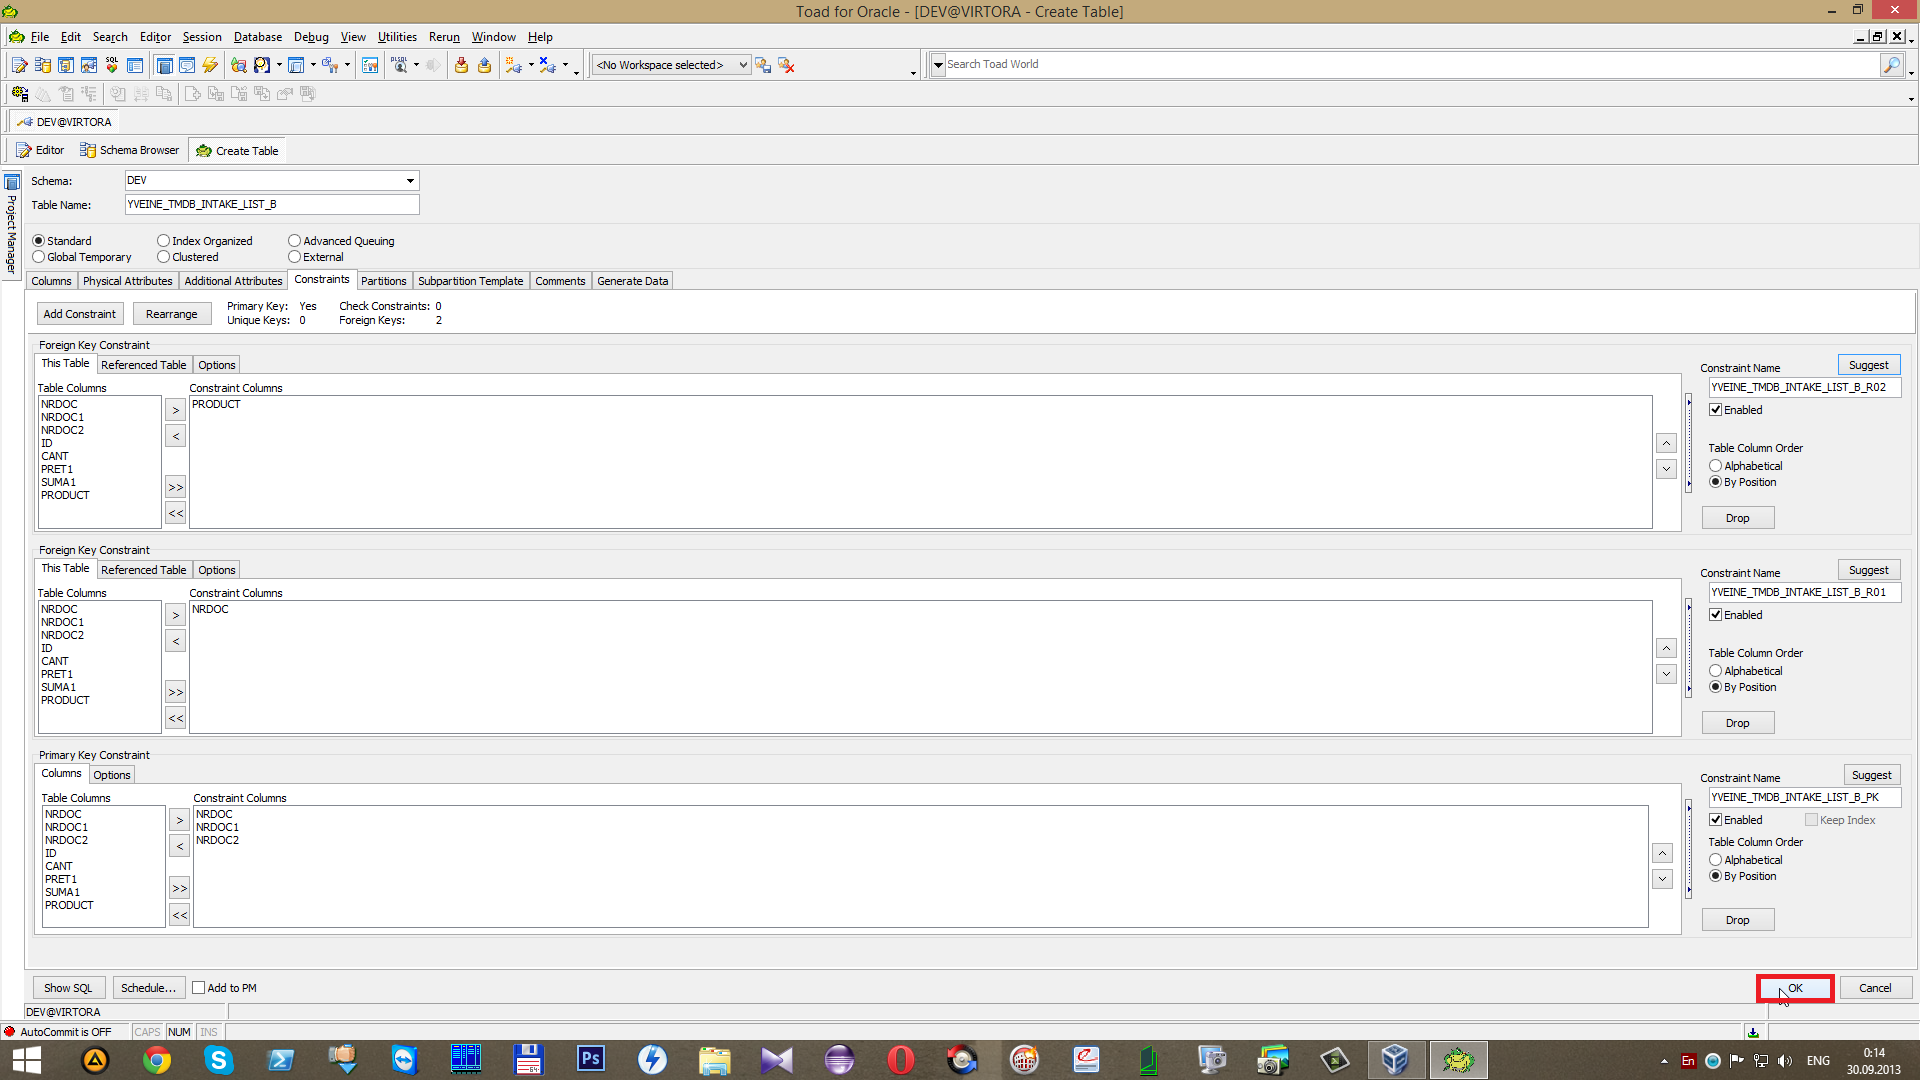 Toad for Oracle - [DEV@VIRTORA - Create Table]
File Edit Search Editor Session Database Debug View Utilities Rerun Window Help
SQL
PLSQL
<No Workspace selected>
Search Toad World
DEV@VIRTORA
Editor Schema Browser Create Table
Project Manager
Schema: DEV
Table Name: YVEINE_TMDB_INTAKE_LIST_B
Standard Index Organized Advanced Queuing
Global Temporary Clustered External
Columns Physical Attributes Additional Attributes Constraints Partitions Subpartition Template Comments Generate Data
Add Constraint Rearrange
Primary Key: Yes Check Constraints: 0
Unique Keys: 0 Foreign Keys: 2
Foreign Key Constraint
This Table Referenced Table Options
Table Columns Constraint Columns
NRDOC
NRDOC1
NRDOC2
ID
CANT
PRET1
SUMA1
PRODUCT
>
<
>>
<<
PRODUCT
Constraint Name Suggest
YVEINE_TMDB_INTAKE_LIST_B_R02
Enabled
Table Column Order
Alphabetical
By Position
Drop
Foreign Key Constraint
This Table Referenced Table Options
Table Columns Constraint Columns
NRDOC
NRDOC1
NRDOC2
ID
CANT
PRET1
SUMA1
PRODUCT
>
<
>>
<<
NRDOC
Constraint Name Suggest
YVEINE_TMDB_INTAKE_LIST_B_R01
Enabled
Table Column Order
Alphabetical
By Position
Drop
Primary Key Constraint
Columns Options
Table Columns Constraint Columns
NRDOC
NRDOC1
NRDOC2
ID
CANT
PRET1
SUMA1
PRODUCT
>
<
>>
<<
NRDOC
NRDOC1
NRDOC2
Constraint Name Suggest
YVEINE_TMDB_INTAKE_LIST_B_PK
Enabled Keep Index
Table Column Order
Alphabetical
By Position
Drop
Show SQL Schedule... Add to PM OK Cancel
DEV@VIRTORA
AutoCommit is OFF CAPS NUM INS
64
Ps
En
ENG
0:14
30.09.2013